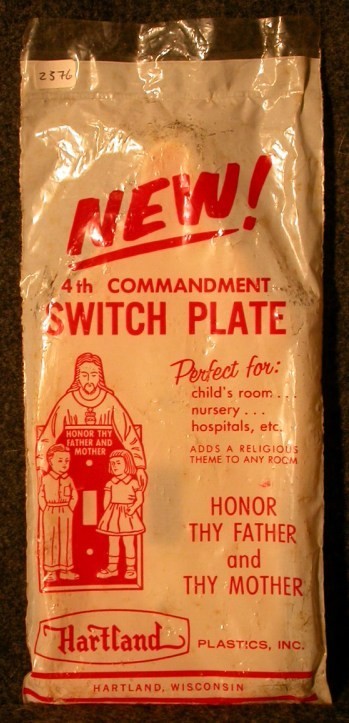 2376
NEW!
4th COMMANDMENT
SWITCH PLATE
Perfect for:
child's room...
nursery...
hospitals, etc.
ADDS A RELIGIOUS
THEME TO ANY ROOM
HONOR THY
FATHER AND
MOTHER
HONOR
THY FATHER
and
THY MOTHER
Hartland PLASTICS, INC.
HARTLAND, WISCONSIN